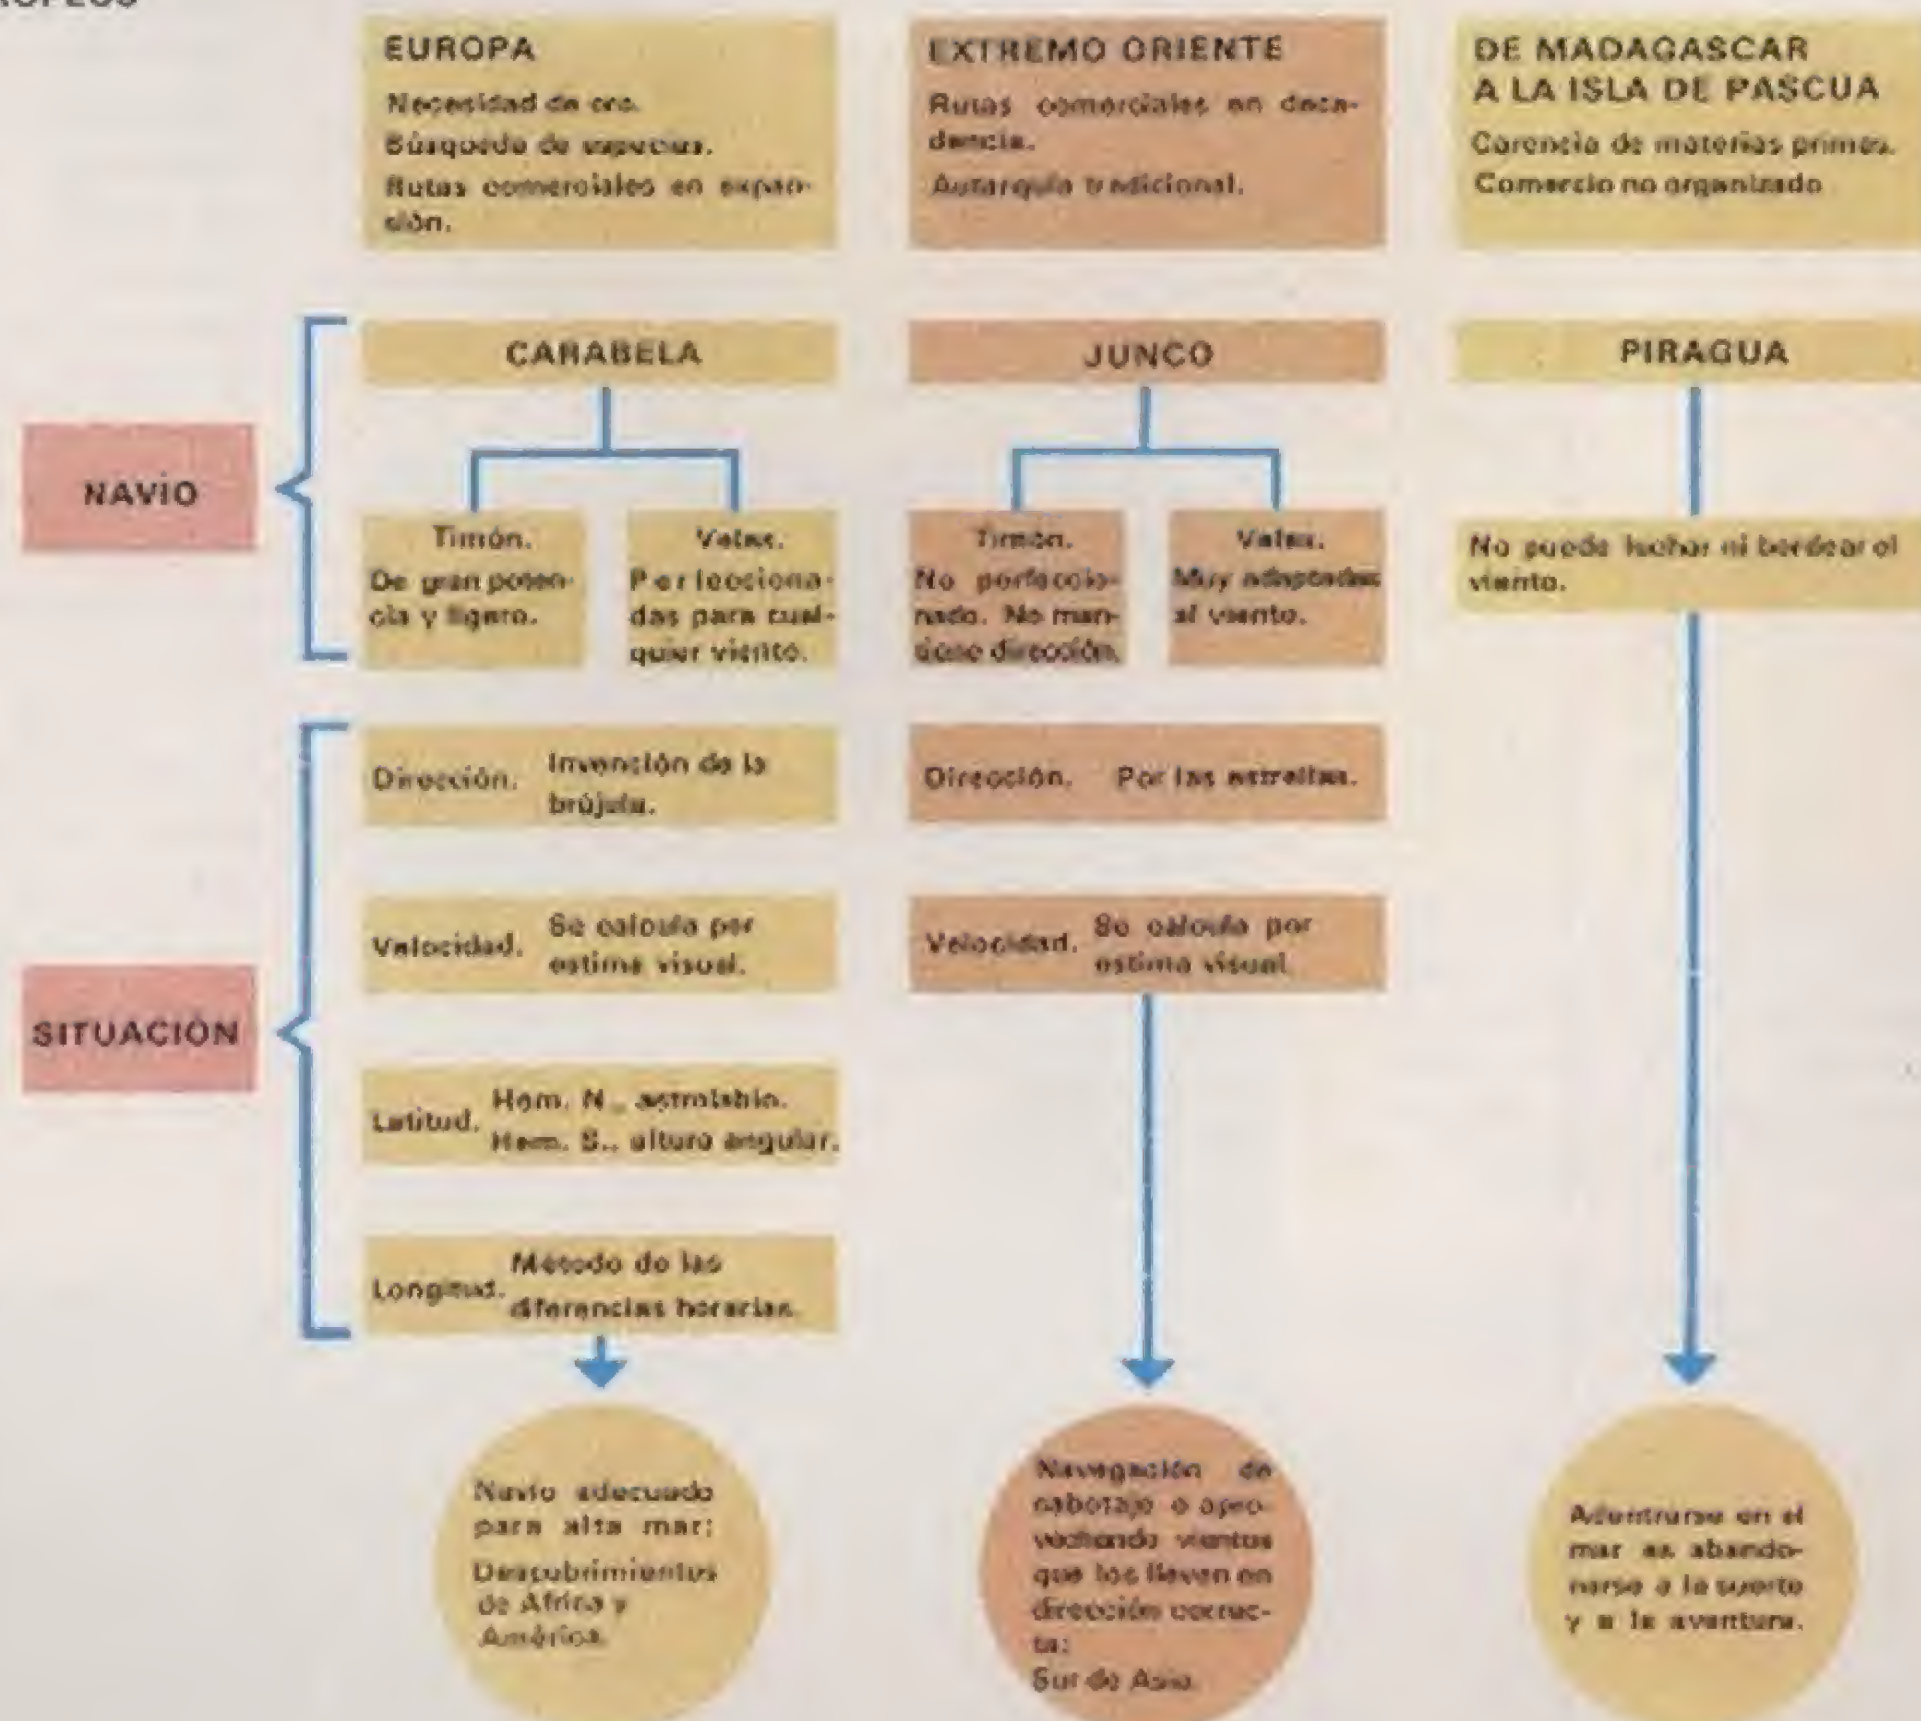 EUROPA
Necesidad de oro.
Búsqueda de especias.
Rutas comerciales en expan-
sión.
EXTREMO ORIENTE
Rutas comerciales en deca-
dencia.
Autarquía tradicional.
DE MADAGASCAR
A LA ISLA DE PASCUA
Carencia de materias primas.
Comercio no organizado
NAVÍO
CARABELA
Timón.
De gran poten-
cia y ligero.
Velas.
Perfecciona-
das para cual-
quier viento.
JUNCO
Timón.
No perfeccio-
nado. No man-
tiene dirección.
Velas.
Muy adaptadas
al viento.
PIRAGUA
No puede luchar ni bordear el
viento.
SITUACIÓN
Dirección. Invención de la
brújula.
Velocidad. Se calcula por
estima visual.
Latitud. Hem. N., astrolabio.
Hem. S., altura angular.
Longitud. Método de las
diferencias horarias.
Dirección. Por las estrellas.
Velocidad. Se calcula por
estima visual.
Navío adecuado
para alta mar:
Descubrimientos
de África y
América.
Navegación de
cabotaje o apro-
vechando vientos
que los lleven en
dirección correc-
ta:
Sur de Asia.
Adentrarse en el
mar es abando-
narse a la suerte
y a la aventura.